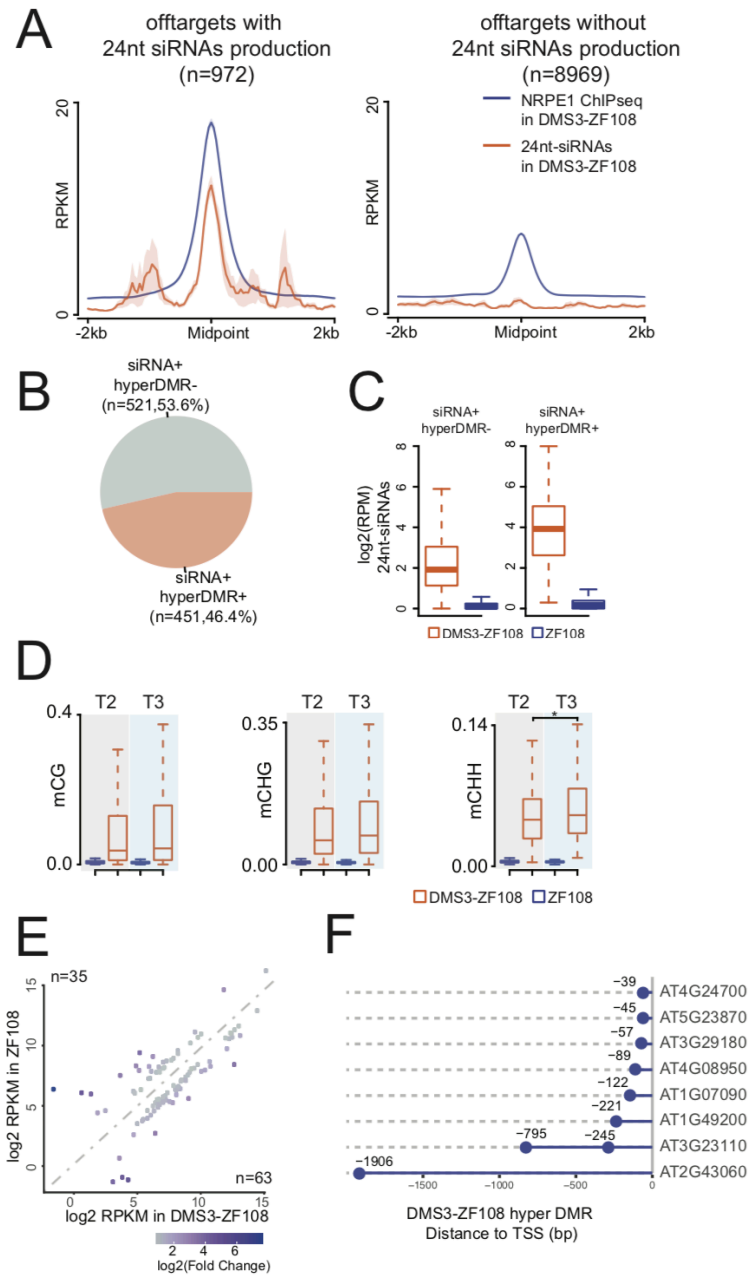 A
offtargets with
24nt siRNAs production
(n=972)
offtargets without
24nt siRNAs production
(n=8969)
NRPE1 ChIPseq
in DMS3-ZF108
24nt-siRNAs
in DMS3-ZF108
20
RPKM
0
-2kb
Midpoint
2kb
20
RPKM
0
-2kb
Midpoint
2kb
B
siRNA+
hyperDMR-
(n=521,53.6%)
siRNA+
hyperDMR+
(n=451,46.4%)
C
siRNA+
hyperDMR-
siRNA+
hyperDMR+
log2(RPM)
24nt-siRNAs
8
6
4
2
0
8
6
4
2
0
DMS3-ZF108
ZF108
D
T2
T3
0.4
mCG
0.0
T2
T3
0.35
mCHG
0.00
T2
T3
*
0.14
mCHH
0.00
DMS3-ZF108
ZF108
E
n=35
15
10
5
0
log2 RPKM in ZF108
n=63
0
5
10
15
log2 RPKM in DMS3-ZF108
2
4
6
log2(Fold Change)
F
−39
AT4G24700
−45
AT5G23870
−57
AT3G29180
−89
AT4G08950
−122
AT1G07090
−221
AT1G49200
−795
−245
AT3G23110
−1906
AT2G43060
−1500
−1000
−500
0
DMS3-ZF108 hyper DMR
Distance to TSS (bp)